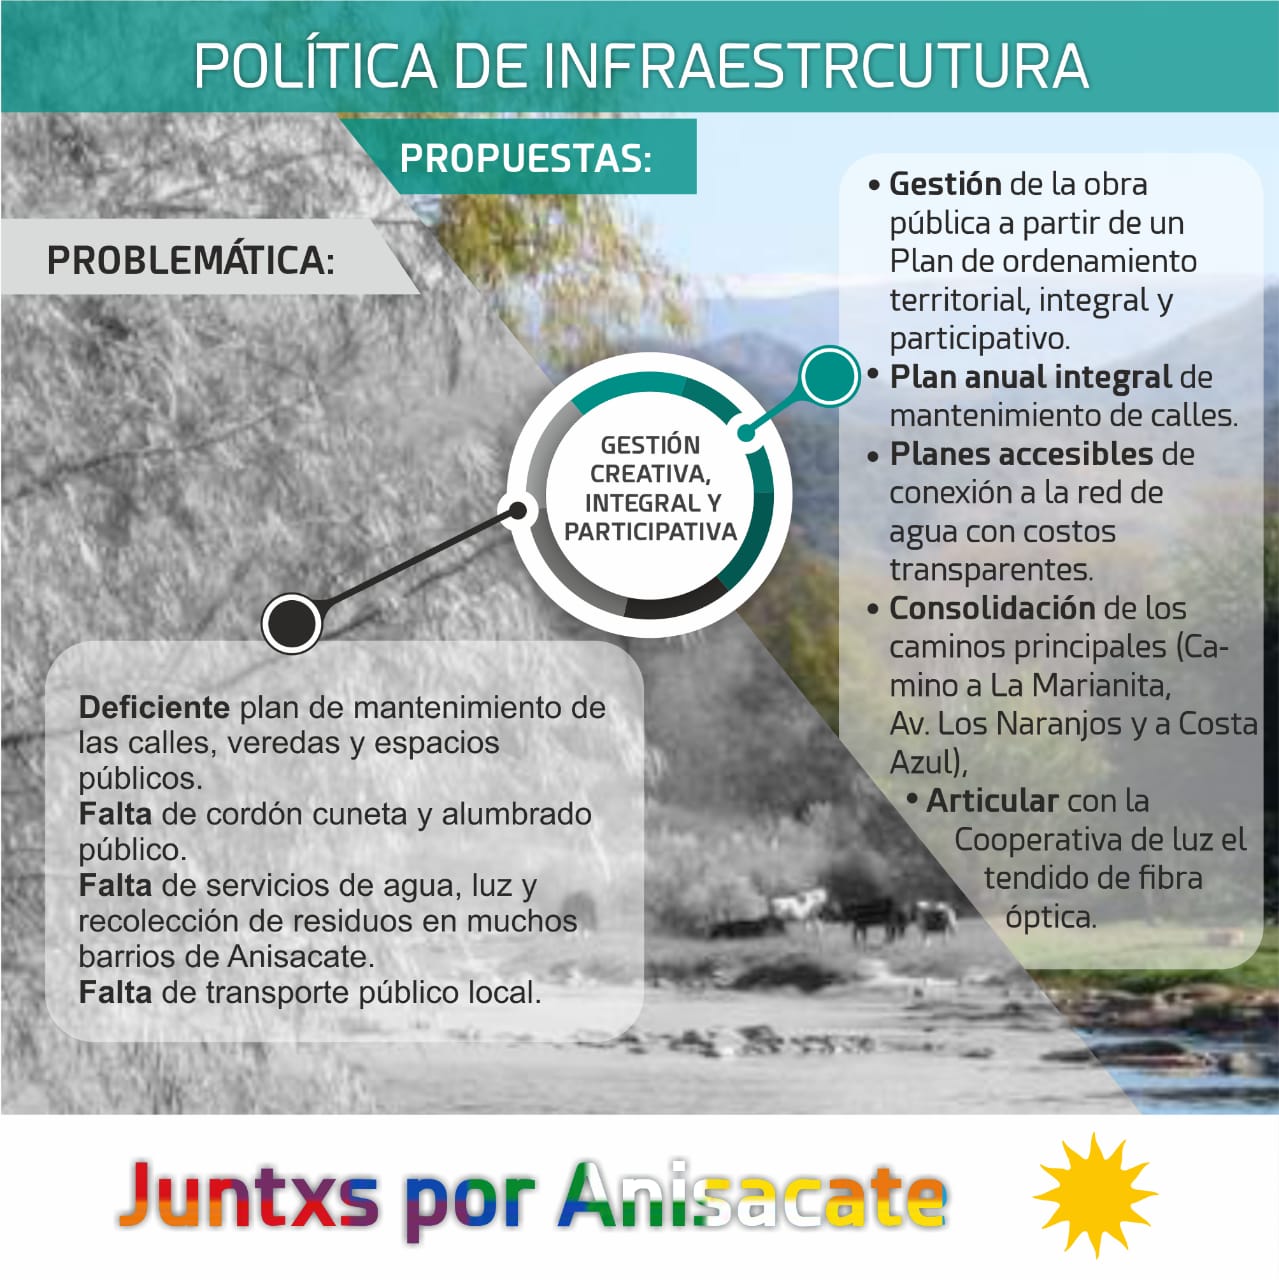 POLÍTICA DE INFRAESTRCUTURA
PROPUESTAS:
PROBLEMÁTICA:
• Gestión de la obra
pública a partir de un
Plan de ordenamiento
territorial, integral y
participativo.
• Plan anual integral de
mantenimiento de calles.
• Planes accesibles de
conexión a la red de
agua con costos
transparentes.
• Consolidación de los
caminos principales (Ca-
mino a La Marianita,
Av. Los Naranjos y a Costa
Azul),
• Articular con la
Cooperativa de luz el
tendido de fibra
óptica.
GESTIÓN
CREATIVA,
INTEGRAL Y
PARTICIPATIVA
Deficiente plan de mantenimiento de
las calles, veredas y espacios
públicos.
Falta de cordón cuneta y alumbrado
público.
Falta de servicios de agua, luz y
recolección de residuos en muchos
barrios de Anisacate.
Falta de transporte público local.
Juntxs por Anisacate